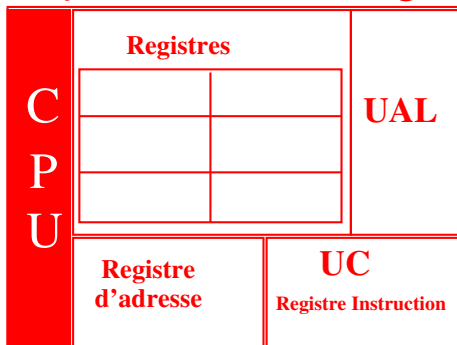 Registres
C
P
U
UAL
Registre
d’adresse
UC
Registre Instruction